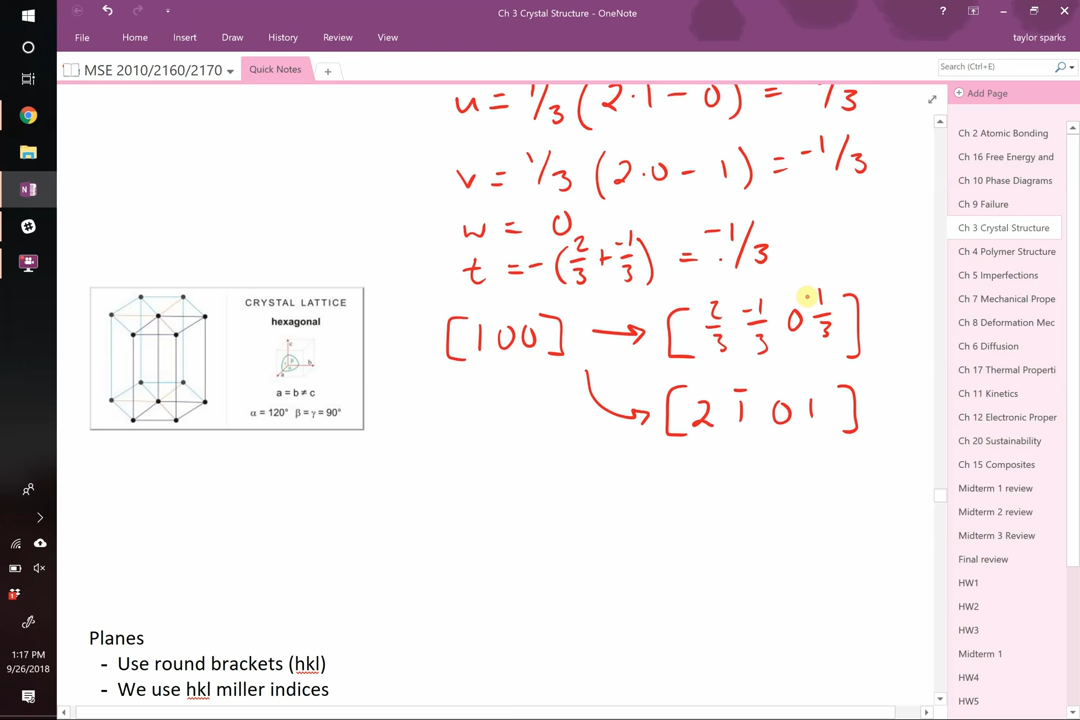 Ch 3 Crystal Structure - OneNote
?
File Home Insert Draw History Review View
taylor sparks
MSE 2010/2160/2170
Quick Notes
+
Search (Ctrl+E)
Add Page
Ch 2 Atomic Bonding
Ch 16 Free Energy and
Ch 10 Phase Diagrams
Ch 9 Failure
Ch 3 Crystal Structure
Ch 4 Polymer Structure
Ch 5 Imperfections
Ch 7 Mechanical Prope
Ch 8 Deformation Mec
Ch 6 Diffusion
Ch 17 Thermal Properti
Ch 11 Kinetics
Ch 12 Electronic Proper
Ch 20 Sustainability
Ch 15 Composites
Midterm 1 review
Midterm 2 review
Midterm 3 Review
Final review
HW1
HW2
HW3
Midterm 1
HW4
HW5
u = 1/3 (2·1 - 0) = /3
v = 1/3 (2·0 - 1) = -1/3
w = 0
t = -(2/3 + -1/3) = -1/3
[100] → [2/3 -1/3 0 1/3]
[2 1̄ 0 1]
CRYSTAL LATTICE
hexagonal
c
b
a
a = b ≠ c
α = 120° β = γ = 90°
Planes
- Use round brackets (hkl)
- We use hkl miller indices
N
1:17 PM
9/26/2018